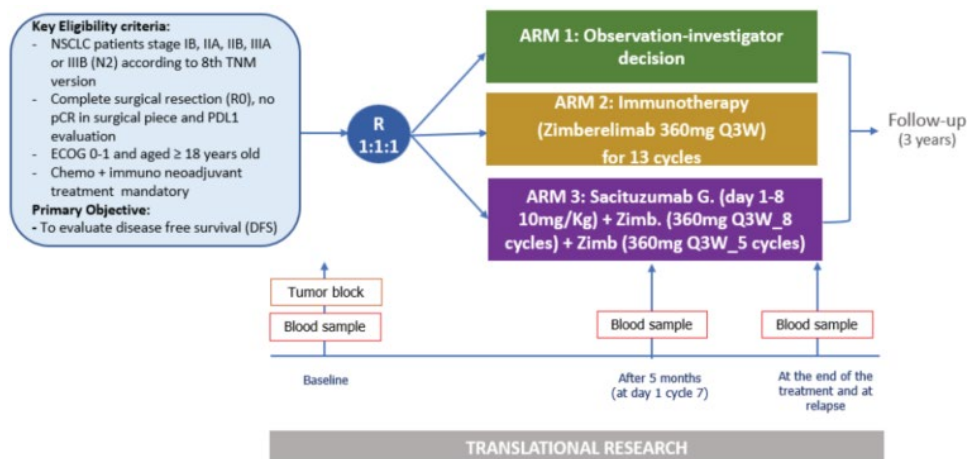 Key Eligibility criteria:
- NSCLC patients stage IB, IIA, IIB, IIIA
or IIIB (N2) according to 8th TNM
version
- Complete surgical resection (R0), no
pCR in surgical piece and PDL1
evaluation
- ECOG 0-1 and aged ≥ 18 years old
- Chemo + immuno neoadjuvant
treatment mandatory
Primary Objective:
- To evaluate disease free survival (DFS)
R
1:1:1
ARM 1: Observation-investigator
decision
ARM 2: Immunotherapy
(Zimberelimab 360mg Q3W)
for 13 cycles
ARM 3: Sacituzumab G. (day 1-8
10mg/Kg) + Zimb. (360mg Q3W_8
cycles) + Zimb (360mg Q3W_5 cycles)
Follow-up
(3 years)
Tumor block
Blood sample
Blood sample
Blood sample
Baseline
After 5 months
(at day 1 cycle 7)
At the end of the
treatment and at
relapse
TRANSLATIONAL RESEARCH